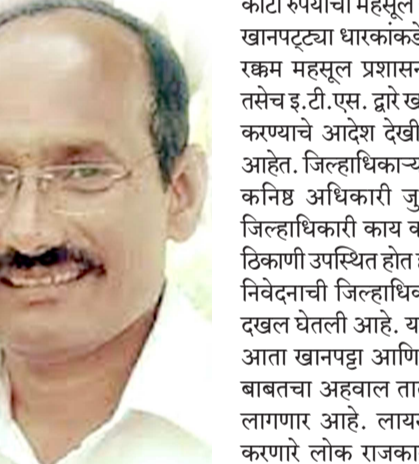 कोटी रुपयांचा महसूल
खानपट्ट्या धारकांकडे
रक्कम महसूल प्रशासन
तसेच इ.टी.एस. द्वारे ख
करण्याचे आदेश देखी
आहेत. जिल्हाधिकाऱ्य
कनिष्ठ अधिकारी जु
जिल्हाधिकारी काय क
ठिकाणी उपस्थित होत ह
निवेदनाची जिल्हाधिक
दखल घेतली आहे. य
आता खानपट्टा आणि
बाबतचा अहवाल ता
लागणार आहे. लायर
करणारे लोक राजका